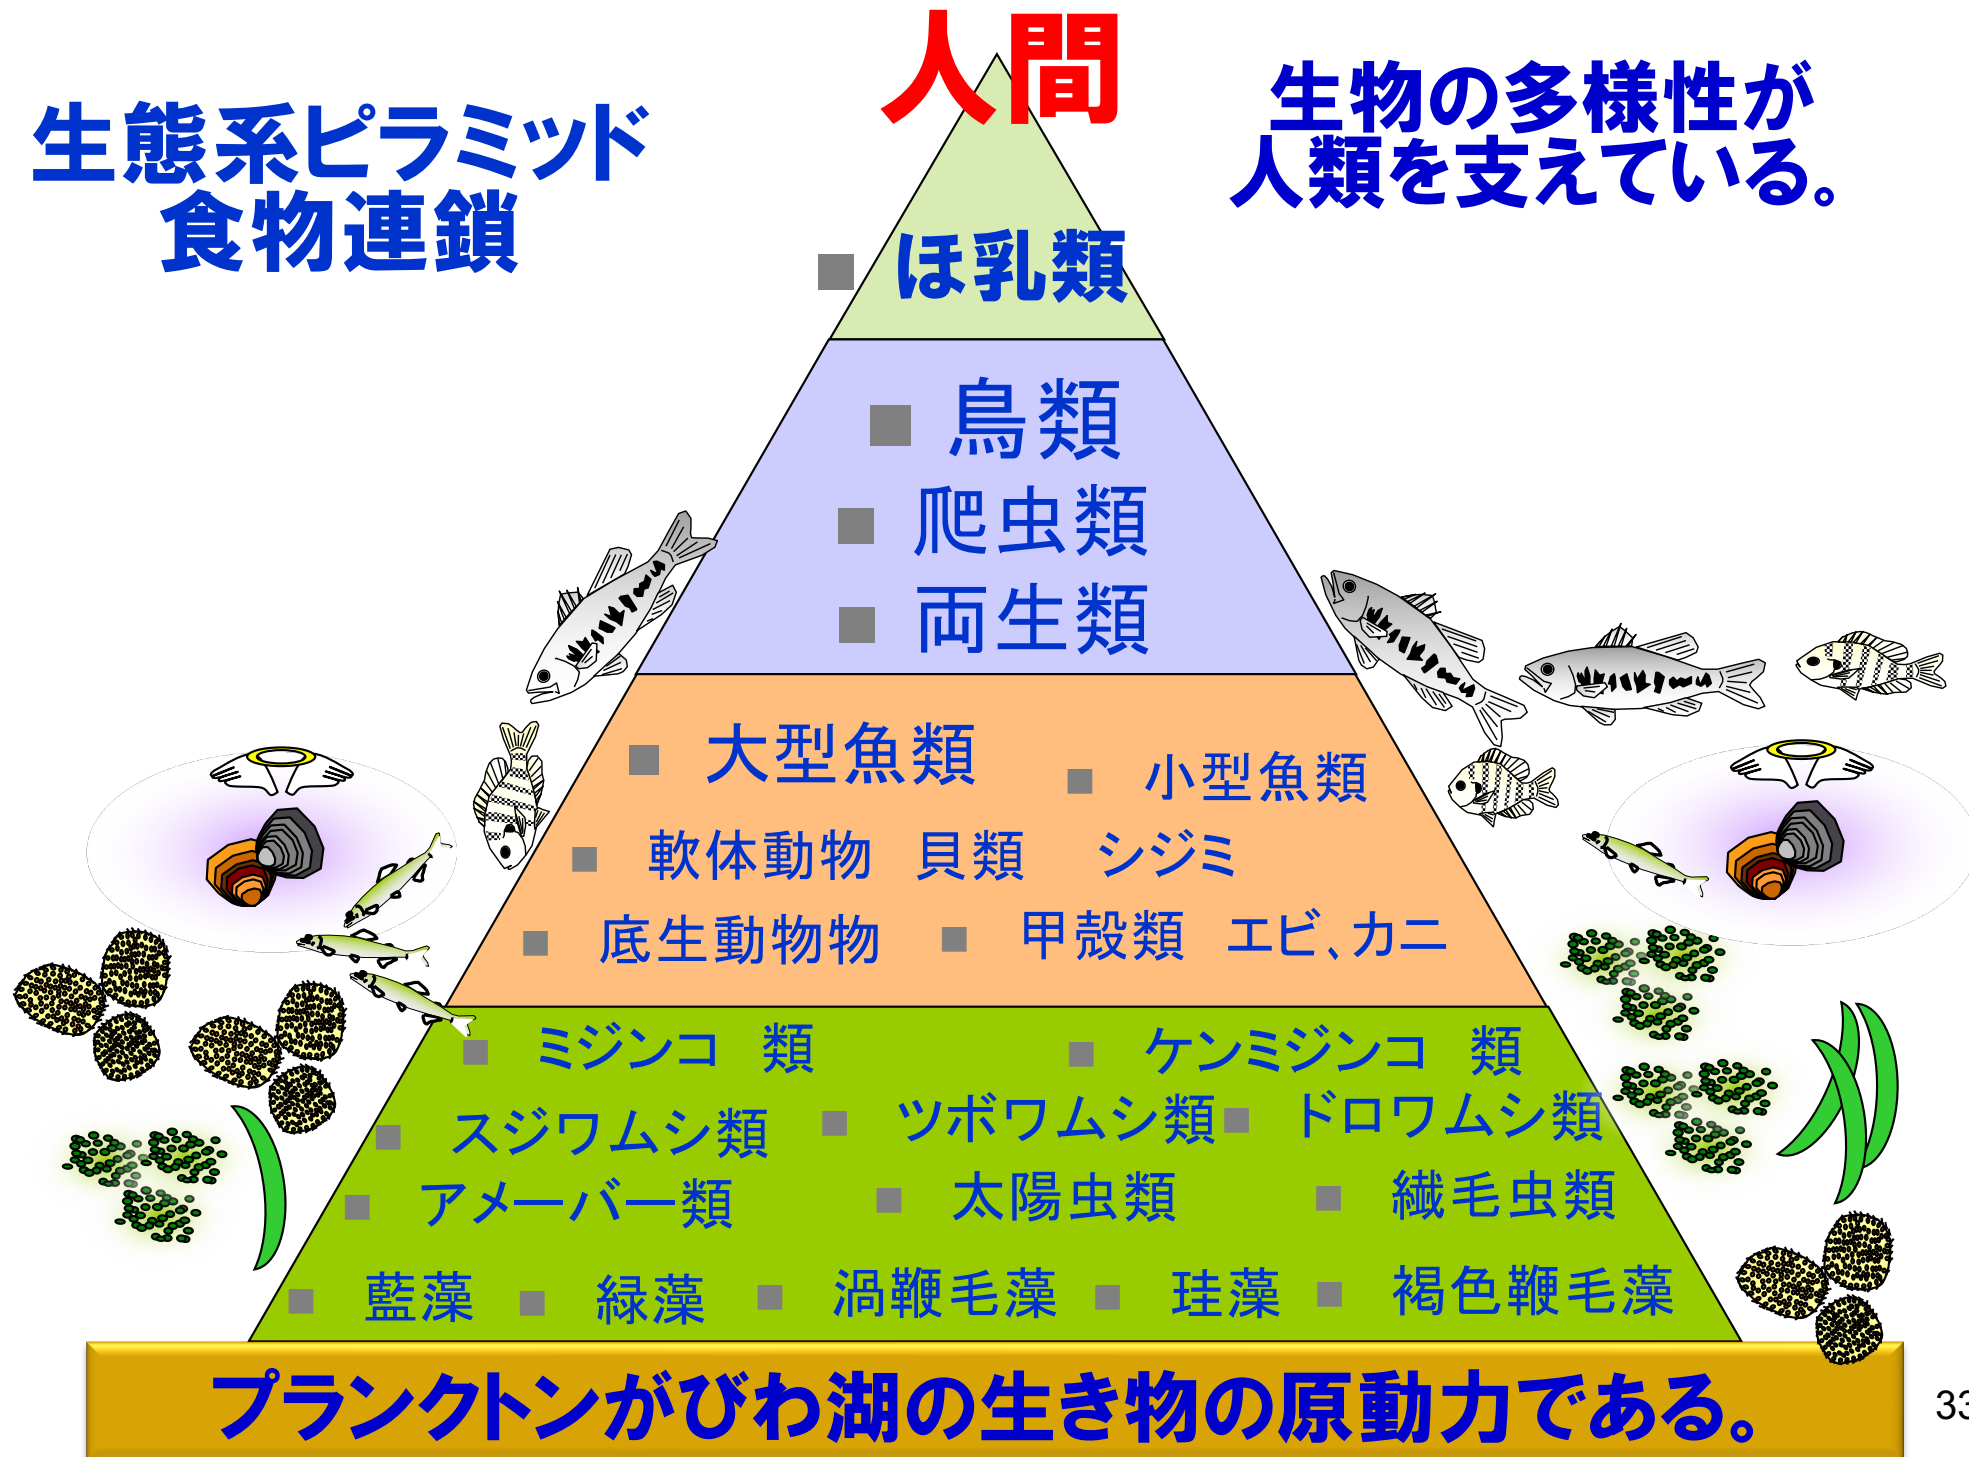 人間
生態系ピラミッド
食物連鎖
生物の多様性が
人類を支えている。
ほ乳類
鳥類
爬虫類
両生類
大型魚類 小型魚類
軟体動物 貝類 シジミ
底生動物物 甲殻類 エビ、カニ
ミジンコ 類 ケンミジンコ 類
スジワムシ類 ツボワムシ類 ドロワムシ類
アメーバー類 太陽虫類 繊毛虫類
藍藻 緑藻 渦鞭毛藻 珪藻 褐色鞭毛藻
プランクトンがびわ湖の生き物の原動力である。
33